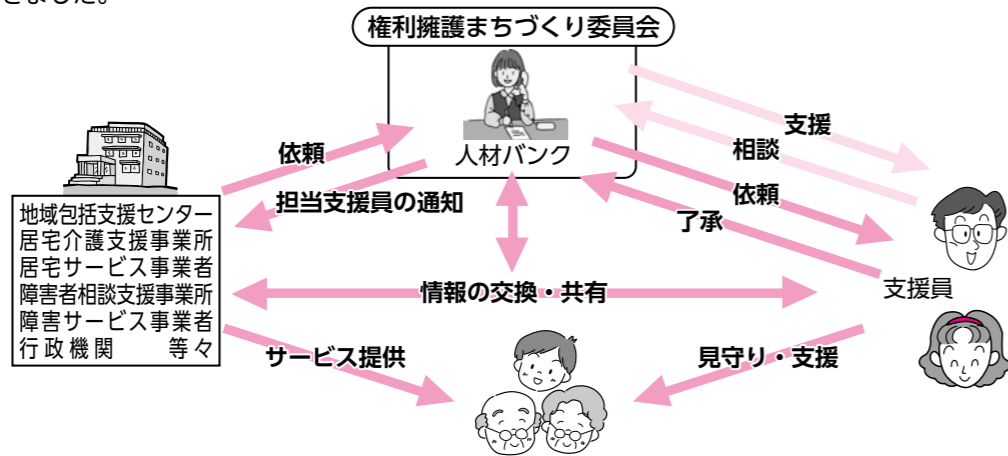 きました。
権利擁護まちづくり委員会
人材バンク
支援
相談
依頼
依頼
担当支援員の通知
了承
地域包括支援センター
居宅介護支援事業所
居宅サービス事業者
障害者相談支援事業所
障害サービス事業者
行政機関 等々
情報の交換・共有
支援員
サービス提供
見守り・支援